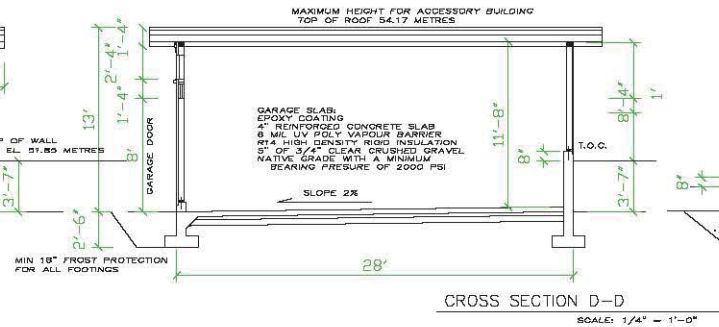 MAXIMUM HEIGHT FOR ACCESSORY BUILDING
TOP OF ROOF 54.17 METRES
1'-4"
2'-4"
1'-4"
13'
8'
GARAGE DOOR
OF WALL
EL 51.85 METRES
3'-7"
2'-6"
GARAGE SLAB:
EPOXY COATING
4" REINFORCED CONCRETE SLAB
6 MIL UV POLY VAPOUR BARRIER
R14 HIGH DENSITY RIGID INSULATION
5" OF 3/4" CLEAR CRUSHED GRAVEL
NATIVE GRADE WITH A MINIMUM
BEARING PRESURE OF 2000 PSI
SLOPE 2%
11'-8"
8'-4"
1'
8"
T.O.C.
3'-7"
8"
MIN 18" FROST PROTECTION
FOR ALL FOOTINGS
28'
CROSS SECTION D-D
SCALE: 1/4" = 1'-0"